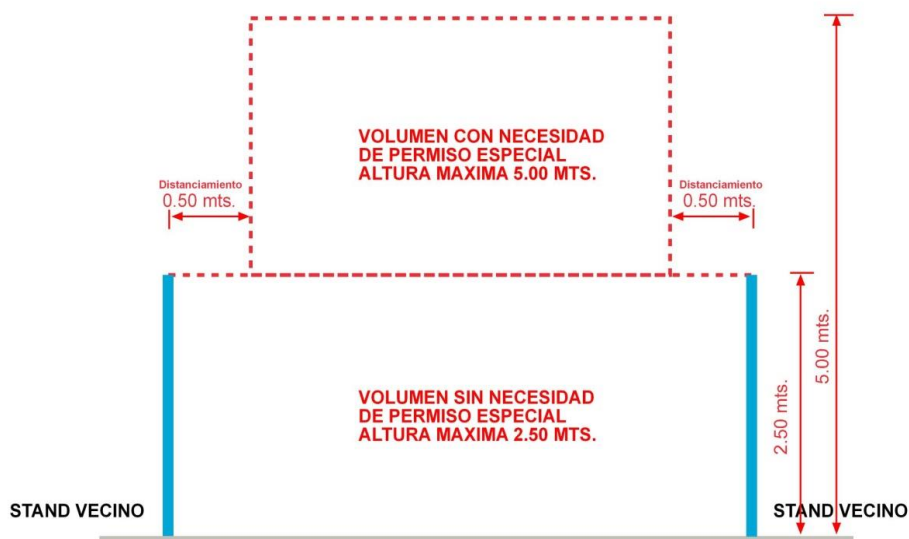 VOLUMEN CON NECESIDAD
DE PERMISO ESPECIAL
ALTURA MAXIMA 5.00 MTS.
Distanciamiento
0.50 mts.
Distanciamiento
0.50 mts.
5.00 mts.
2.50 mts.
VOLUMEN SIN NECESIDAD
DE PERMISO ESPECIAL
ALTURA MAXIMA 2.50 MTS.
STAND VECINO
STAND VECINO